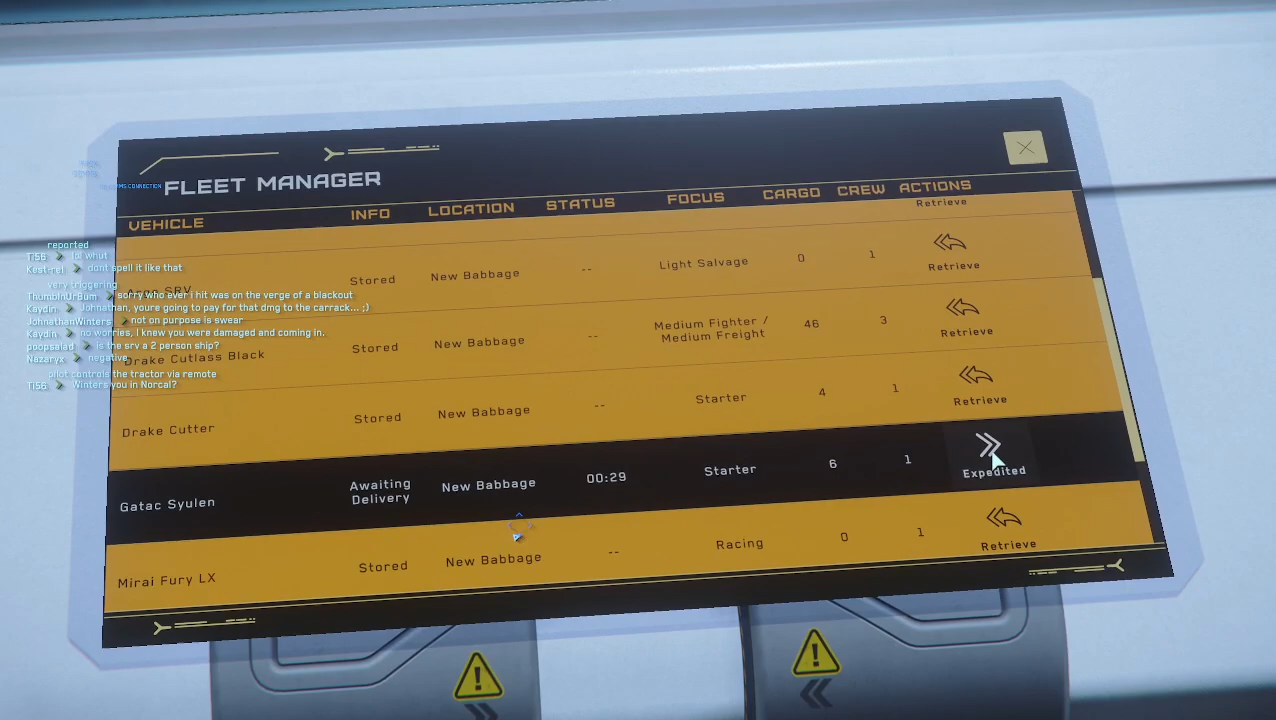 FLEET MANAGER
VEHICLE INFO LOCATION STATUS FOCUS CARGO CREW ACTIONS
Retrieve
SRV Stored New Babbage -- Light Salvage 0 1 Retrieve
Drake Cutlass Black Stored New Babbage -- Medium Fighter /
Medium Freight 46 3 Retrieve
Drake Cutter Stored New Babbage -- Starter 4 1 Retrieve
Gatac Syulen Awaiting
Delivery New Babbage 00:29 Starter 6 1 Expedited
Mirai Fury LX Stored New Babbage -- Racing 0 1 Retrieve
reported
Ti56 > lol whut
Kest-rel > dont spell it like that
very triggering
ThumbInUrBum > sorry who ever i hit was on the verge of a blackout
Kaydin > Johnathan, youre going to pay for that dmg to the carrack... ;)
JohnathanWinters > not on purpose is swear
Kaydin > no worries, I knew you were damaged and coming in.
poopsalad > is the srv a 2 person ship?
Nazaryx > negative
pilot controls the tractor via remote
Ti56 > Winters you in Norcal?